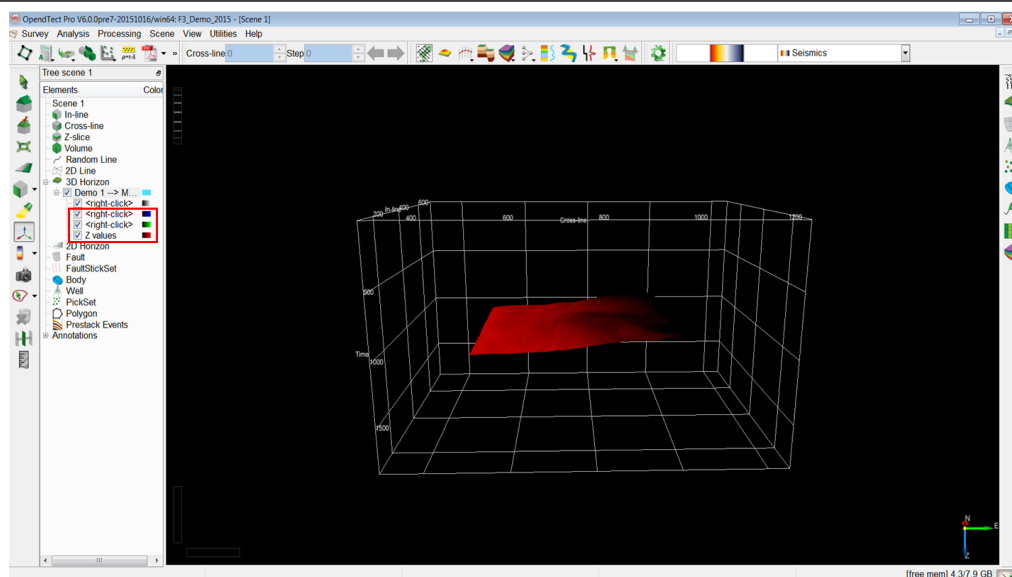 OpendTect Pro V6.0.0pre7-20151016/win64: F3_Demo_2015 - [Scene 1]
Survey Analysis Processing Scene View Utilities Help
» Cross-line 0 Step 0 Seismics
Tree scene 1
Elements Color
Scene 1
In-line
Cross-line
Z-slice
Volume
Random Line
2D Line
3D Horizon
Demo 1 --> M...
<right-click>
<right-click>
<right-click>
Z values
2D Horizon
Fault
FaultStickSet
Body
Well
PickSet
Polygon
Prestack Events
Annotations
200 In-line 400 600
400 600 Cross-line 800 1000 1200
500
Time
1000
1500
N
E
Z
[free mem] 4.3/7.9 GB